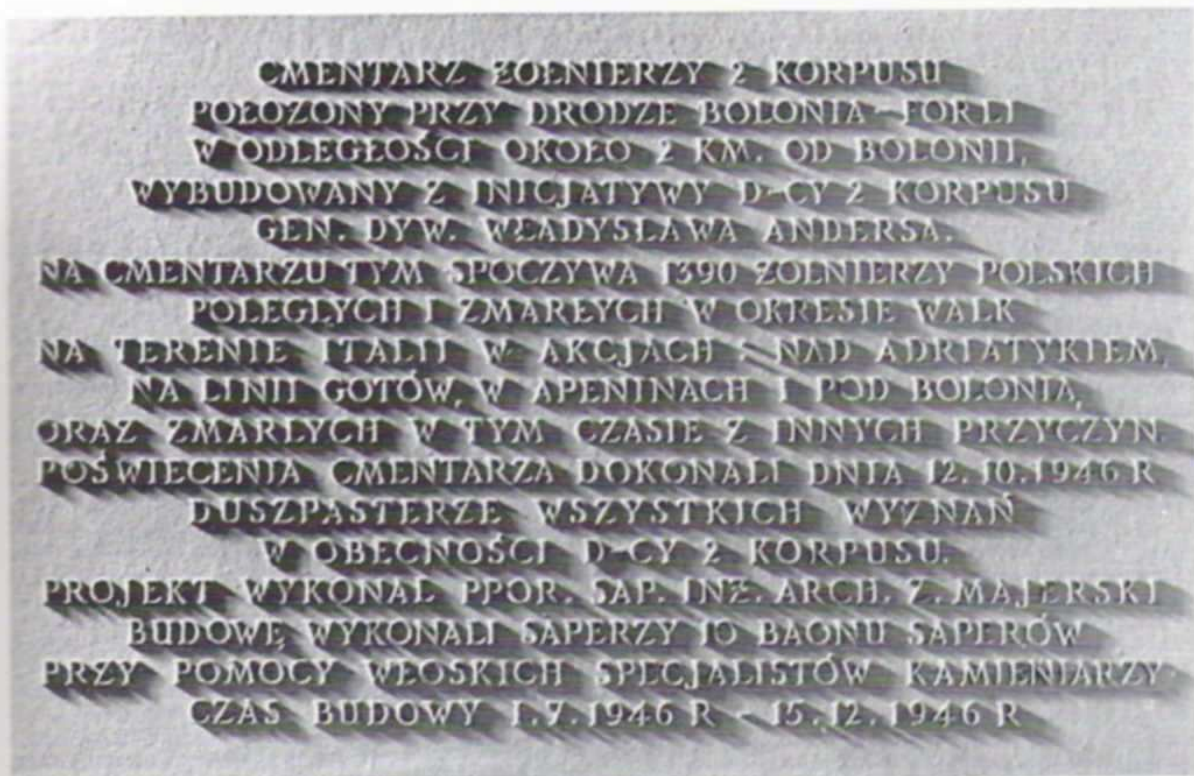 CMENTARZ ŻOŁNIERZY 2 KORPUSU
POŁOŻONY PRZY DRODZE BOLONIA-FORLI
W ODLEGŁOŚCI OKOŁO 2 KM. OD BOLONII,
WYBUDOWANY Z INICJATYWY D-CY 2 KORPUSU
GEN. DYW. WŁADYSŁAWA ANDERSA.
NA CMENTARZU TYM SPOCZYWA 1390 ŻOŁNIERZY POLSKICH
POLEGŁYCH I ZMARŁYCH W OKRESIE WALK
NA TERENIE ITALII W AKCJACH : NAD ADRIATYKIEM,
NA LINII GOTÓW, W APENINACH I POD BOLONIĄ,
ORAZ ZMARŁYCH W TYM CZASIE Z INNYCH PRZYCZYN.
POŚWIĘCENIA CMENTARZA DOKONALI DNIA 12.10.1946 R
DUSZPASTERZE WSZYSTKICH WYZNAŃ
W OBECNOŚCI D-CY 2 KORPUSU.
PROJEKT WYKONAŁ PPOR. SAP. INŻ. ARCH. Z. MAJERSKI
BUDOWĘ WYKONALI SAPERZY 10 BAONU SAPERÓW
PRZY POMOCY WŁOSKICH SPECJALISTÓW KAMIENIARZY.
CZAS BUDOWY 1.7.1946 R - 15.12.1946 R